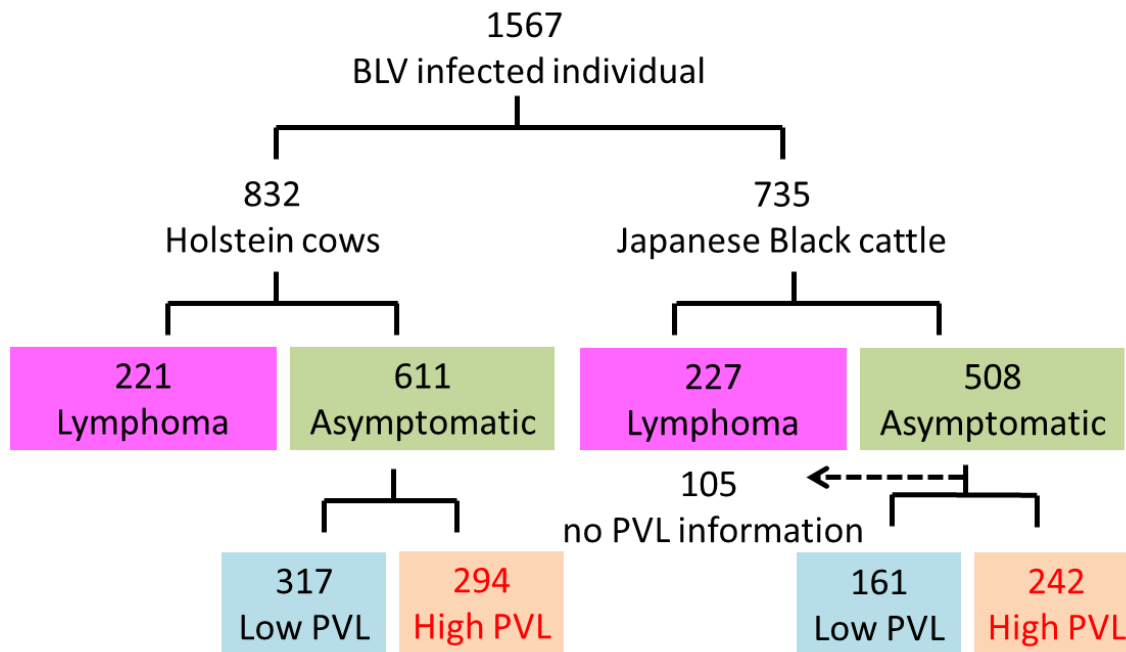 1567
BLV infected individual
832
Holstein cows
735
Japanese Black cattle
221
Lymphoma
611
Asymptomatic
227
Lymphoma
508
Asymptomatic
105
no PVL information
317
Low PVL
294
High PVL
161
Low PVL
242
High PVL